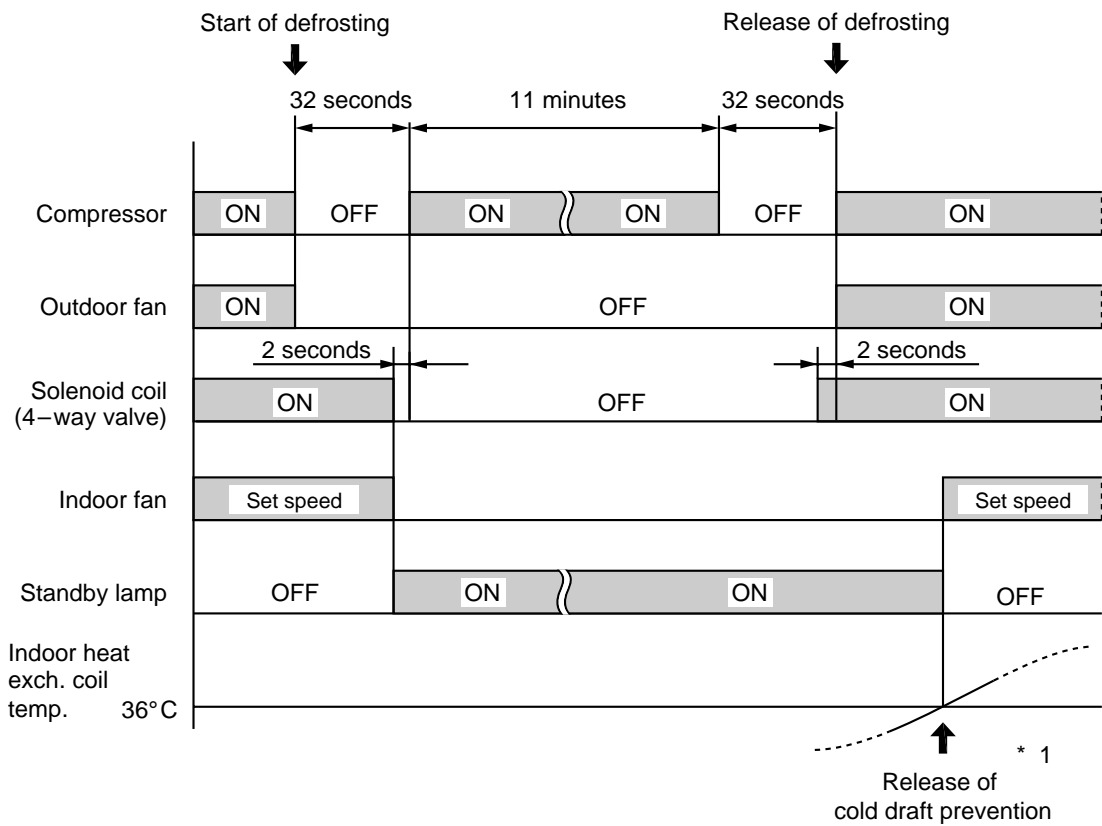 Start of defrosting
Release of defrosting
32 seconds
11 minutes
32 seconds
Compressor
ON
OFF
ON
ON
OFF
ON
Outdoor fan
ON
OFF
ON
2 seconds
2 seconds
Solenoid coil
(4–way valve)
ON
OFF
ON
Indoor fan
Set speed
Set speed
Standby lamp
OFF
ON
ON
OFF
Indoor heat
exch. coil
temp.
36°C
* 1
Release of
cold draft prevention